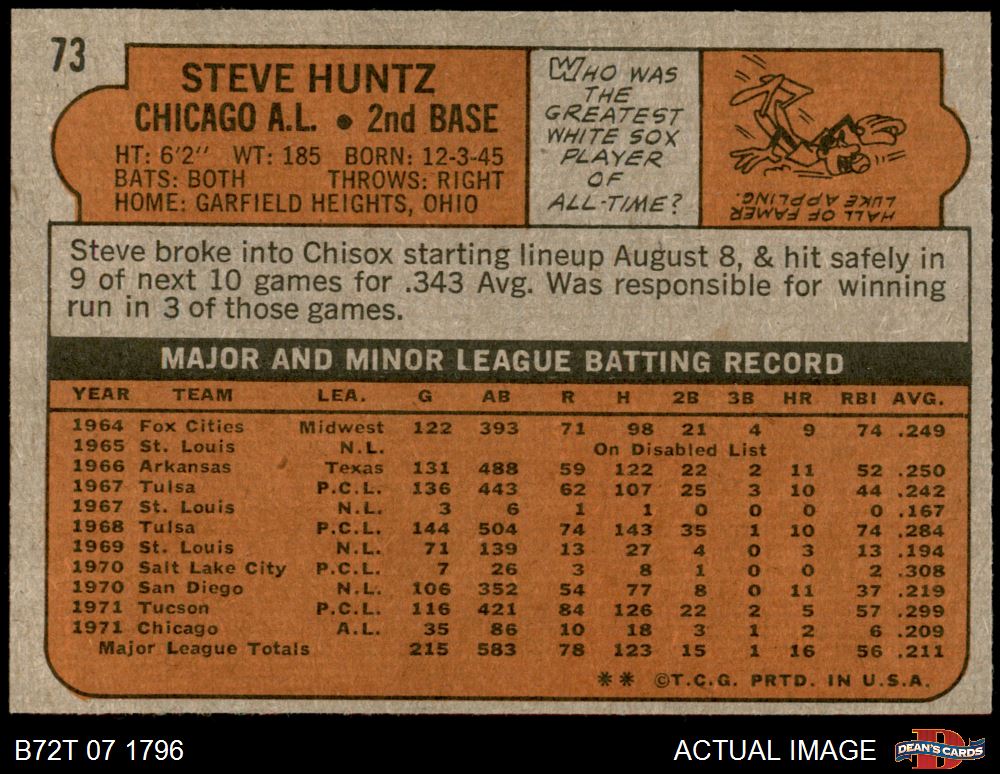 73
STEVE HUNTZ
CHICAGO A.L. • 2nd BASE
HT: 6'2" WT: 185 BORN: 12-3-45
BATS: BOTH THROWS: RIGHT
HOME: GARFIELD HEIGHTS, OHIO
WHO WAS
THE
GREATEST
WHITE SOX
PLAYER
OF
ALL-TIME?
HALL OF FAMER
LUKE APPLING.
Steve broke into Chisox starting lineup August 8, & hit safely in
9 of next 10 games for .343 Avg. Was responsible for winning
run in 3 of those games.
MAJOR AND MINOR LEAGUE BATTING RECORD
YEAR TEAM LEA. G AB R H 2B 3B HR RBI AVG.
1964 Fox Cities Midwest 122 393 71 98 21 4 9 74 .249
1965 St. Louis N.L. On Disabled List
1966 Arkansas Texas 131 488 59 122 22 2 11 52 .250
1967 Tulsa P.C.L. 136 443 62 107 25 3 10 44 .242
1967 St. Louis N.L. 3 6 1 1 0 0 0 0 .167
1968 Tulsa P.C.L. 144 504 74 143 35 1 10 74 .284
1969 St. Louis N.L. 71 139 13 27 4 0 3 13 .194
1970 Salt Lake City P.C.L. 7 26 3 8 1 0 0 2 .308
1970 San Diego N.L. 106 352 54 77 8 0 11 37 .219
1971 Tucson P.C.L. 116 421 84 126 22 2 5 57 .299
1971 Chicago A.L. 35 86 10 18 3 1 2 6 .209
Major League Totals 215 583 78 123 15 1 16 56 .211
** ©T.C.G. PRTD. IN U.S.A.
B72T 07 1796
ACTUAL IMAGE
DEAN'S CARDS